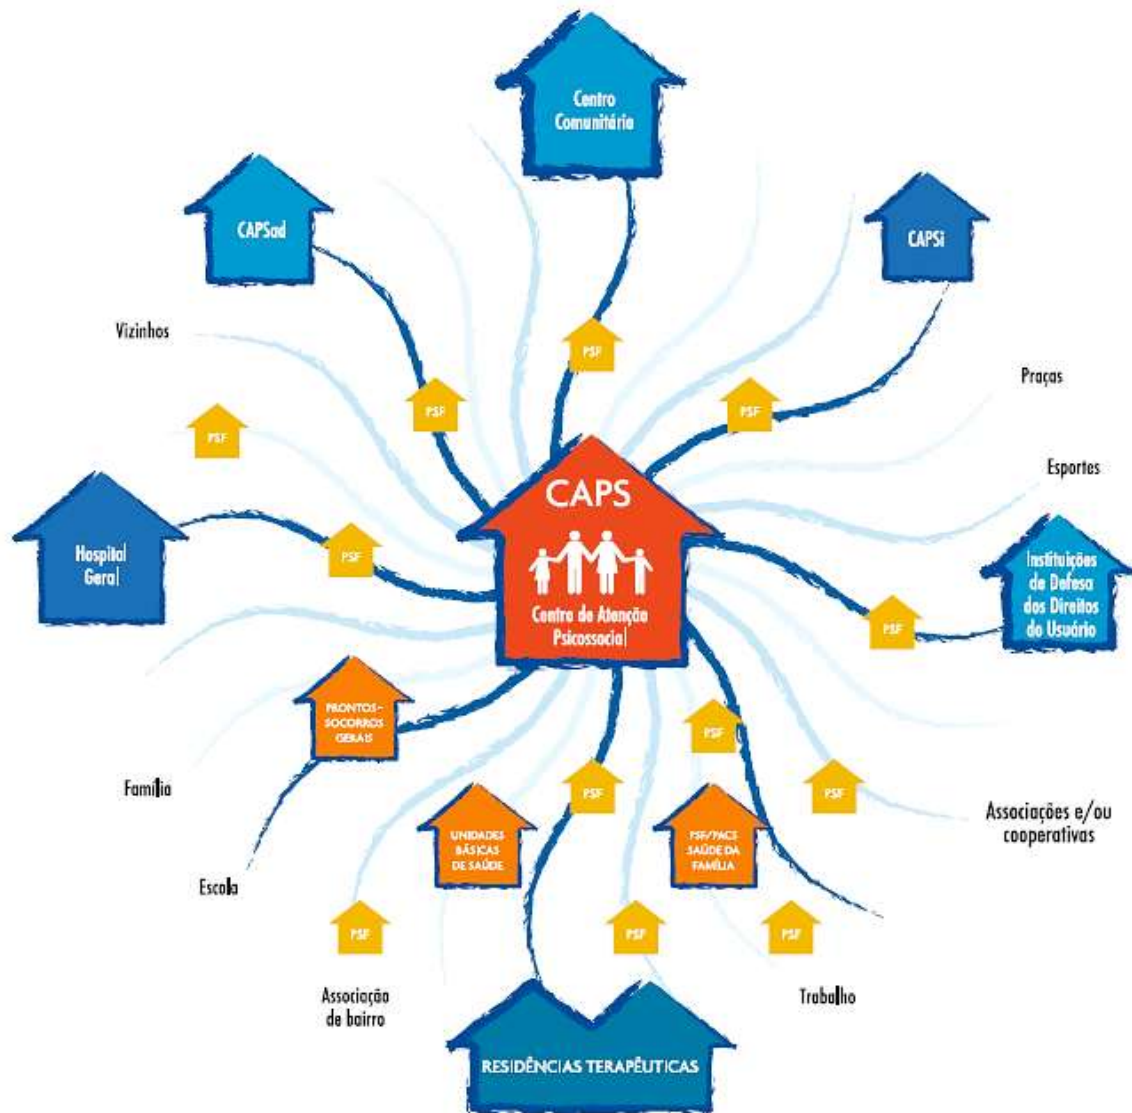 Centro
Comunitária
CAPSad
CAPSi
Vizinhos
PSF
PSF
PSF
Praças
PSF
Esportes
CAPS
Centro de Atenção
Psicossocial
Hospital
Geral
PSF
Instituições
de Defesa
dos Direitos
do Usuário
PSF
PRONTOS-
SOCORROS
GERAIS
PSF
Família
PSF
PSF
Associações e/ou
cooperativas
UNIDADES
BÁSICAS
DE SAÚDE
PSF/PACS
SAÚDE DA
FAMÍLIA
Escola
PSF
PSF
PSF
Associação
de bairro
Trabalho
RESIDÊNCIAS TERAPÊUTICAS